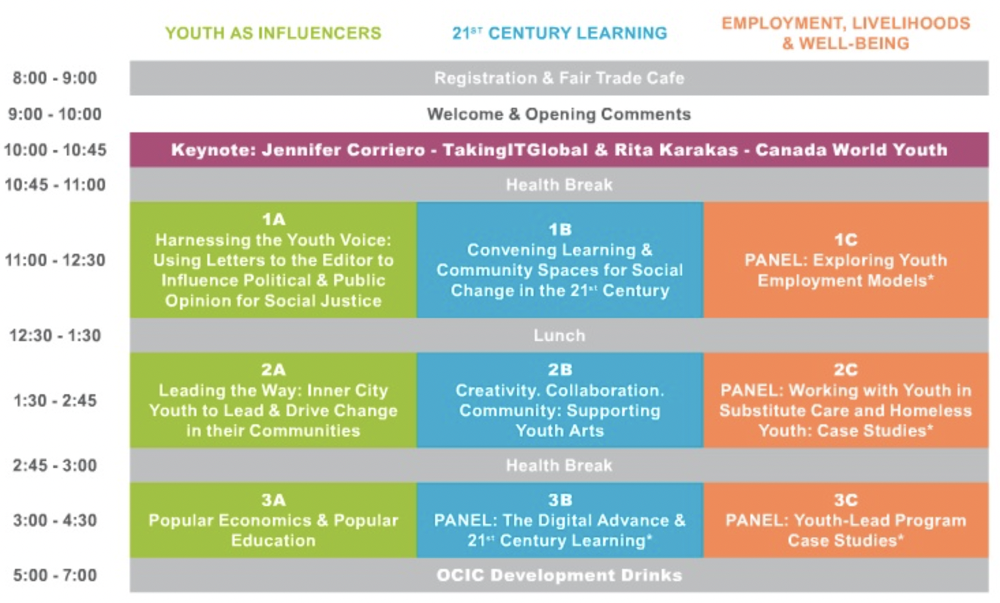 YOUTH AS INFLUENCERS
21ST CENTURY LEARNING
EMPLOYMENT, LIVELIHOODS
& WELL-BEING
8:00 - 9:00
Registration & Fair Trade Cafe
9:00 - 10:00
Welcome & Opening Comments
10:00 - 10:45
Keynote: Jennifer Corriero - TakingITGlobal & Rita Karakas - Canada World Youth
10:45 - 11:00
Health Break
11:00 - 12:30
1A
Harnessing the Youth Voice:
Using Letters to the Editor to
Influence Political & Public
Opinion for Social Justice
1B
Convening Learning &
Community Spaces for Social
Change in the 21st Century
1C
PANEL: Exploring Youth
Employment Models*
12:30 - 1:30
Lunch
1:30 - 2:45
2A
Leading the Way: Inner City
Youth to Lead & Drive Change
in their Communities
2B
Creativity. Collaboration.
Community: Supporting
Youth Arts
2C
PANEL: Working with Youth in
Substitute Care and Homeless
Youth: Case Studies*
2:45 - 3:00
Health Break
3:00 - 4:30
3A
Popular Economics & Popular
Education
3B
PANEL: The Digital Advance &
21st Century Learning*
3C
PANEL: Youth-Lead Program
Case Studies*
5:00 - 7:00
OCIC Development Drinks